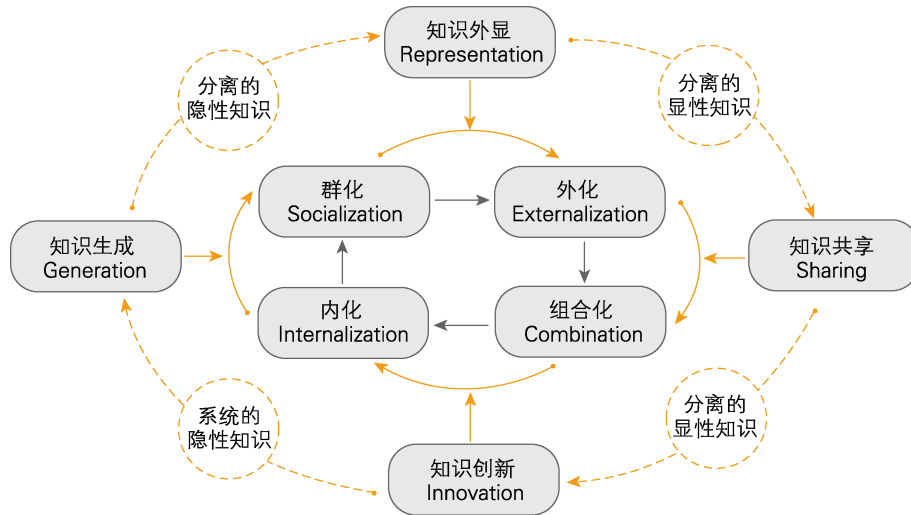 知识外显
Representation
分离的
隐性知识
分离的
显性知识
群化
Socialization
外化
Externalization
知识生成
Generation
知识共享
Sharing
内化
Internalization
组合化
Combination
系统的
隐性知识
分离的
显性知识
知识创新
Innovation